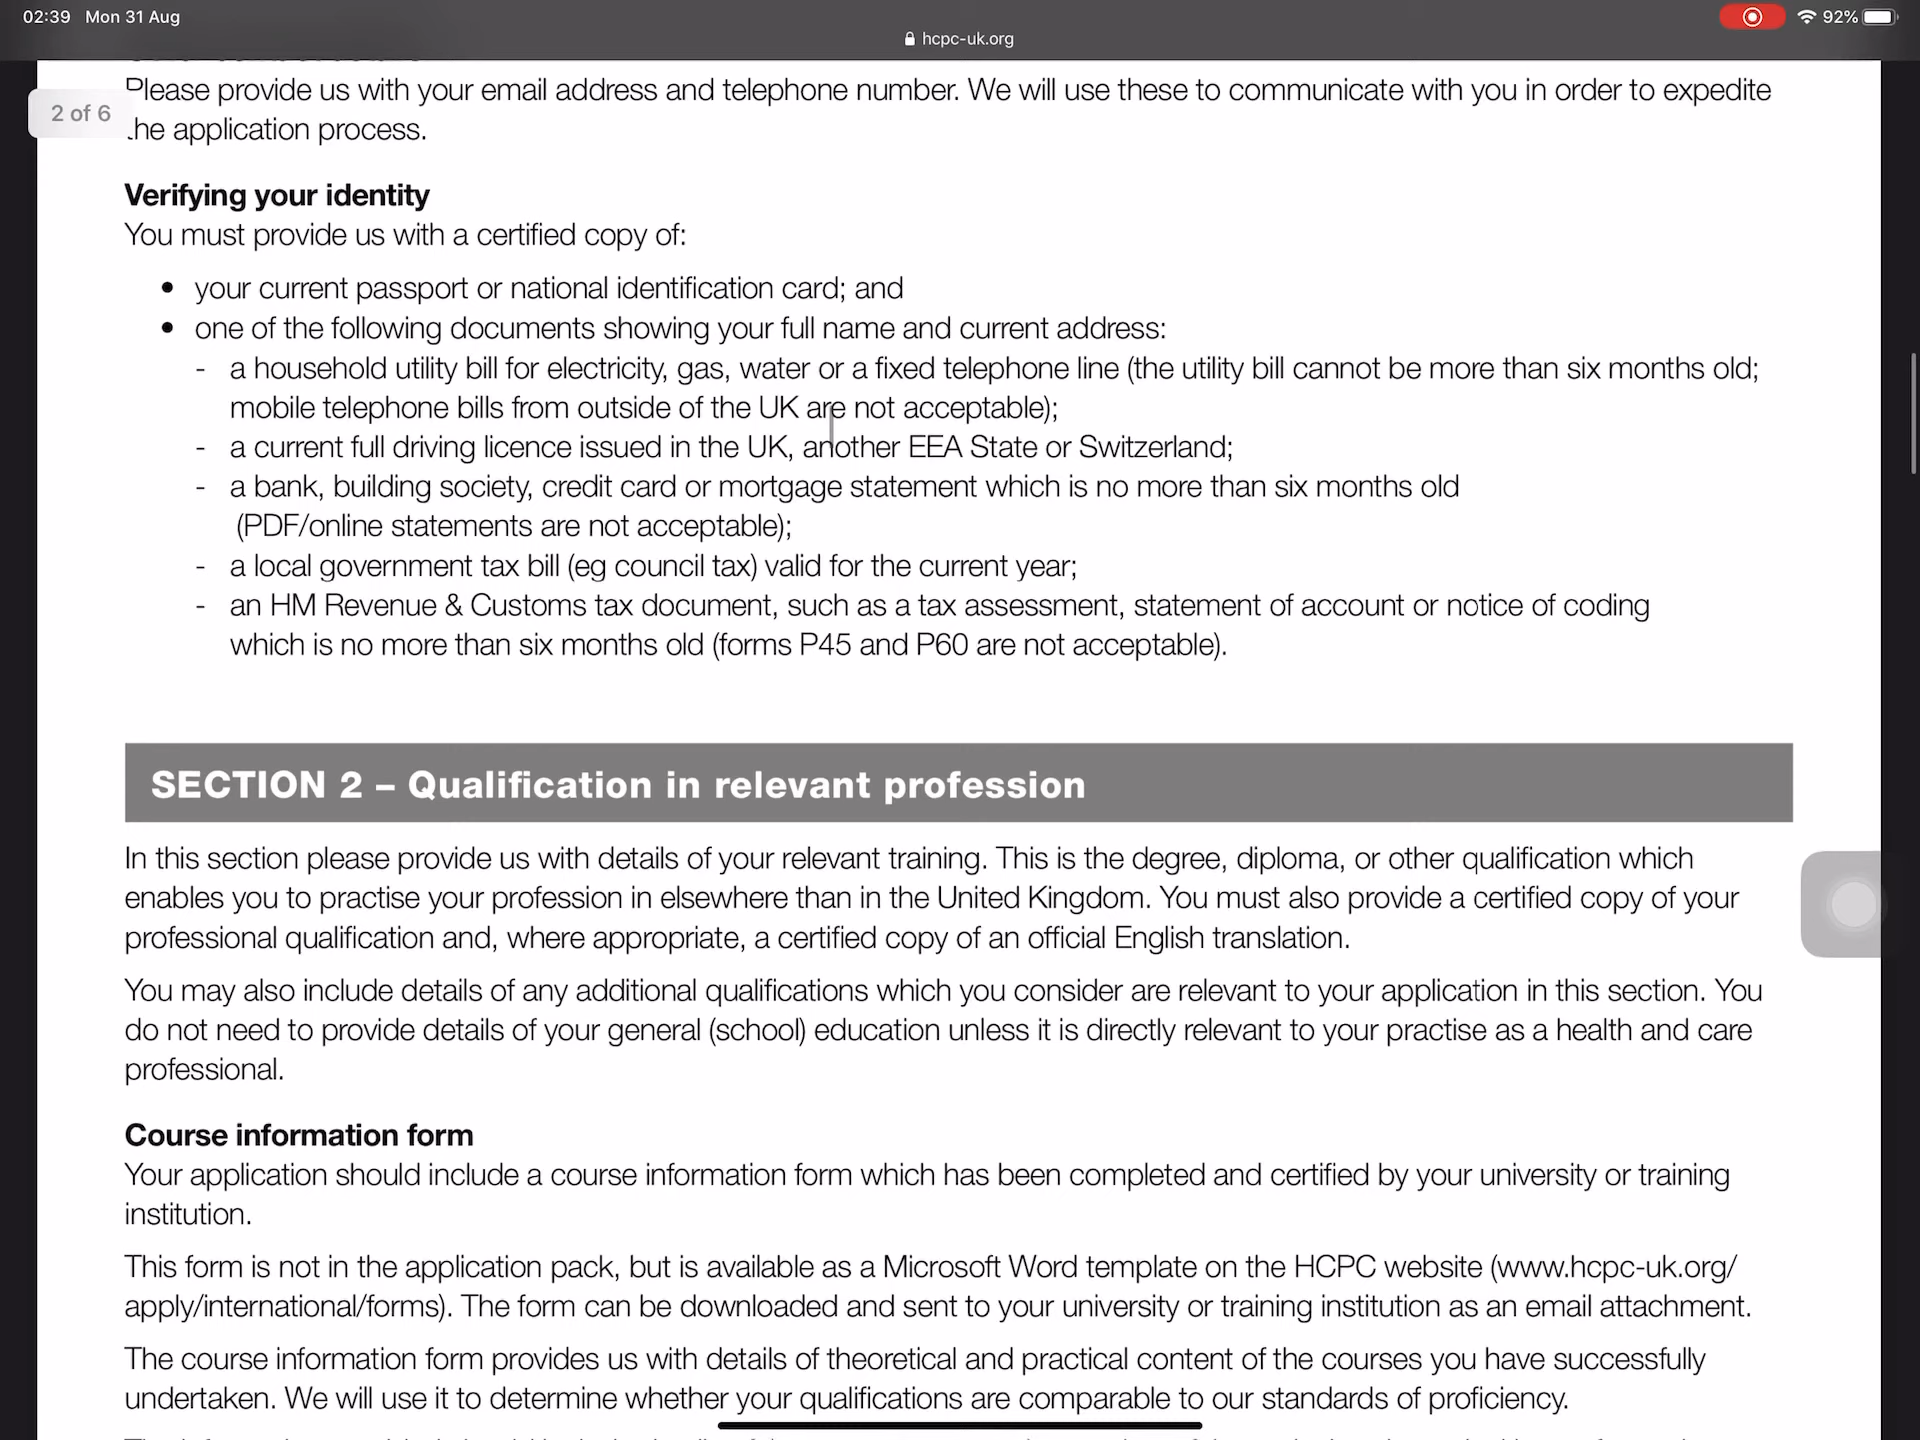 02:39 Mon 31 Aug
92%
hcpc-uk.org
Please provide us with your email address and telephone number. We will use these to communicate with you in order to expedite
2 of 6
the application process.
Verifying your identity
You must provide us with a certified copy of:
• your current passport or national identification card; and
• one of the following documents showing your full name and current address:
- a household utility bill for electricity, gas, water or a fixed telephone line (the utility bill cannot be more than six months old;
mobile telephone bills from outside of the UK are not acceptable);
- a current full driving licence issued in the UK, another EEA State or Switzerland;
- a bank, building society, credit card or mortgage statement which is no more than six months old
(PDF/online statements are not acceptable);
- a local government tax bill (eg council tax) valid for the current year;
- an HM Revenue & Customs tax document, such as a tax assessment, statement of account or notice of coding
which is no more than six months old (forms P45 and P60 are not acceptable).
SECTION 2 – Qualification in relevant profession
In this section please provide us with details of your relevant training. This is the degree, diploma, or other qualification which
enables you to practise your profession in elsewhere than in the United Kingdom. You must also provide a certified copy of your
professional qualification and, where appropriate, a certified copy of an official English translation.
You may also include details of any additional qualifications which you consider are relevant to your application in this section. You
do not need to provide details of your general (school) education unless it is directly relevant to your practise as a health and care
professional.
Course information form
Your application should include a course information form which has been completed and certified by your university or training
institution.
This form is not in the application pack, but is available as a Microsoft Word template on the HCPC website (www.hcpc-uk.org/
apply/international/forms). The form can be downloaded and sent to your university or training institution as an email attachment.
The course information form provides us with details of theoretical and practical content of the courses you have successfully
undertaken. We will use it to determine whether your qualifications are comparable to our standards of proficiency.